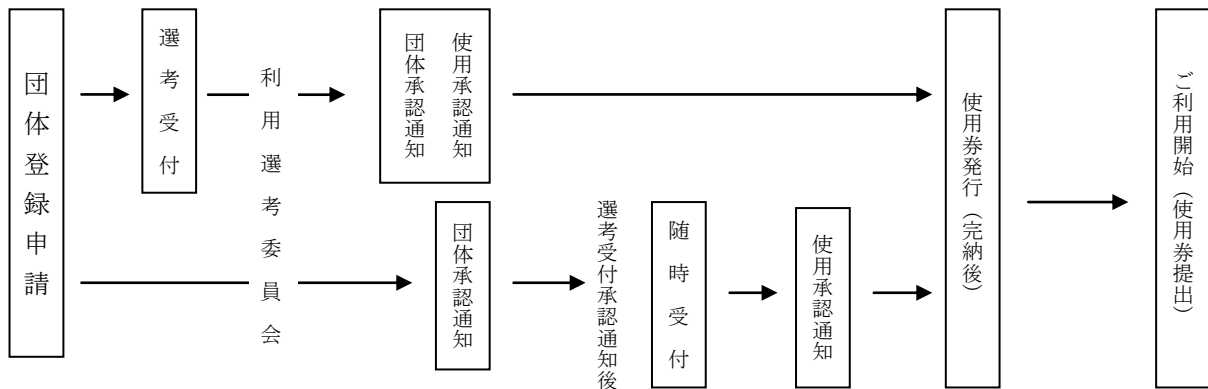 団体登録申請
選考受付
利用選考委員会
使用承認通知
団体承認通知
団体承認通知
選考受付承認通知後
随時受付
使用承認通知
使用券発行（完納後）
ご利用開始（使用券提出）